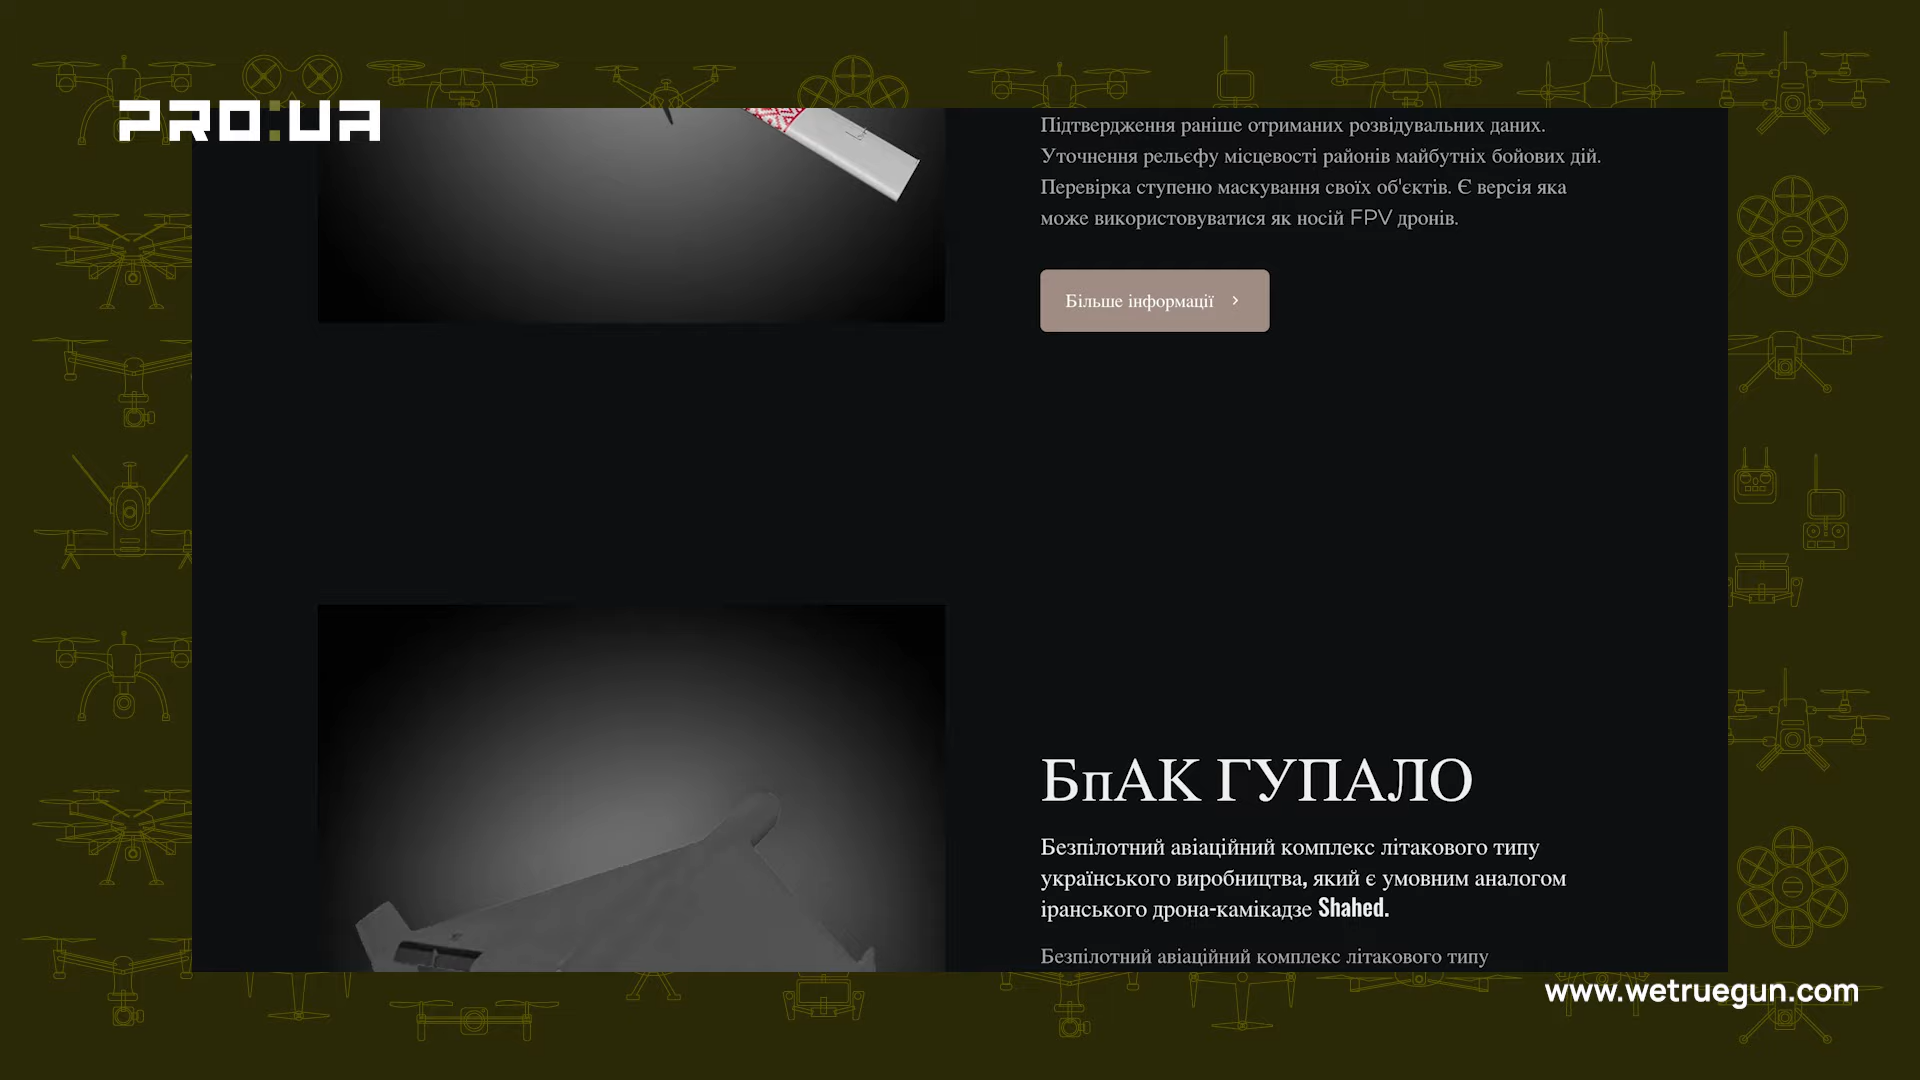 PRO:UA
Підтвердження раніше отриманих розвідувальних даних.
Уточнення рельєфу місцевості районів майбутніх бойових дій.
Перевірка ступеню маскування своїх об'єктів. Є версія яка
може використовуватися як носій FPV дронів.
Більше інформації
БпАК ГУПАЛО
Безпілотний авіаційний комплекс літакового типу
українського виробництва, який є умовним аналогом
іранського дрона-камікадзе Shahed.
Безпілотний авіаційний комплекс літакового типу
www.wetruegun.com